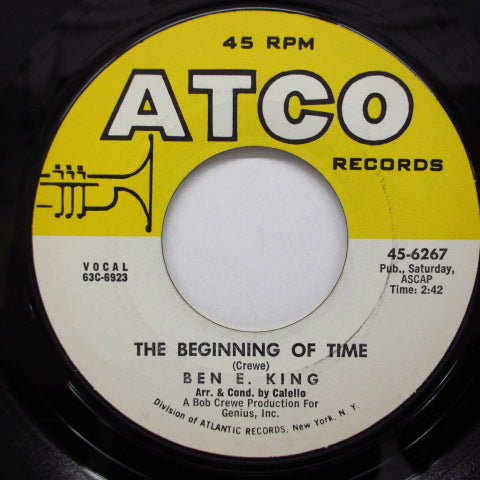 45 RPM
ATCO
RECORDS
VOCAL
63C-6923
45-6267
Pub., Saturday,
ASCAP
Time: 2:42
THE BEGINNING OF TIME
(Crewe)
BEN E. KING
Arr. & Cond. by Calello
A Bob Crewe Production For
Genius, Inc.
Division of ATLANTIC RECORDS, New York, N. Y.